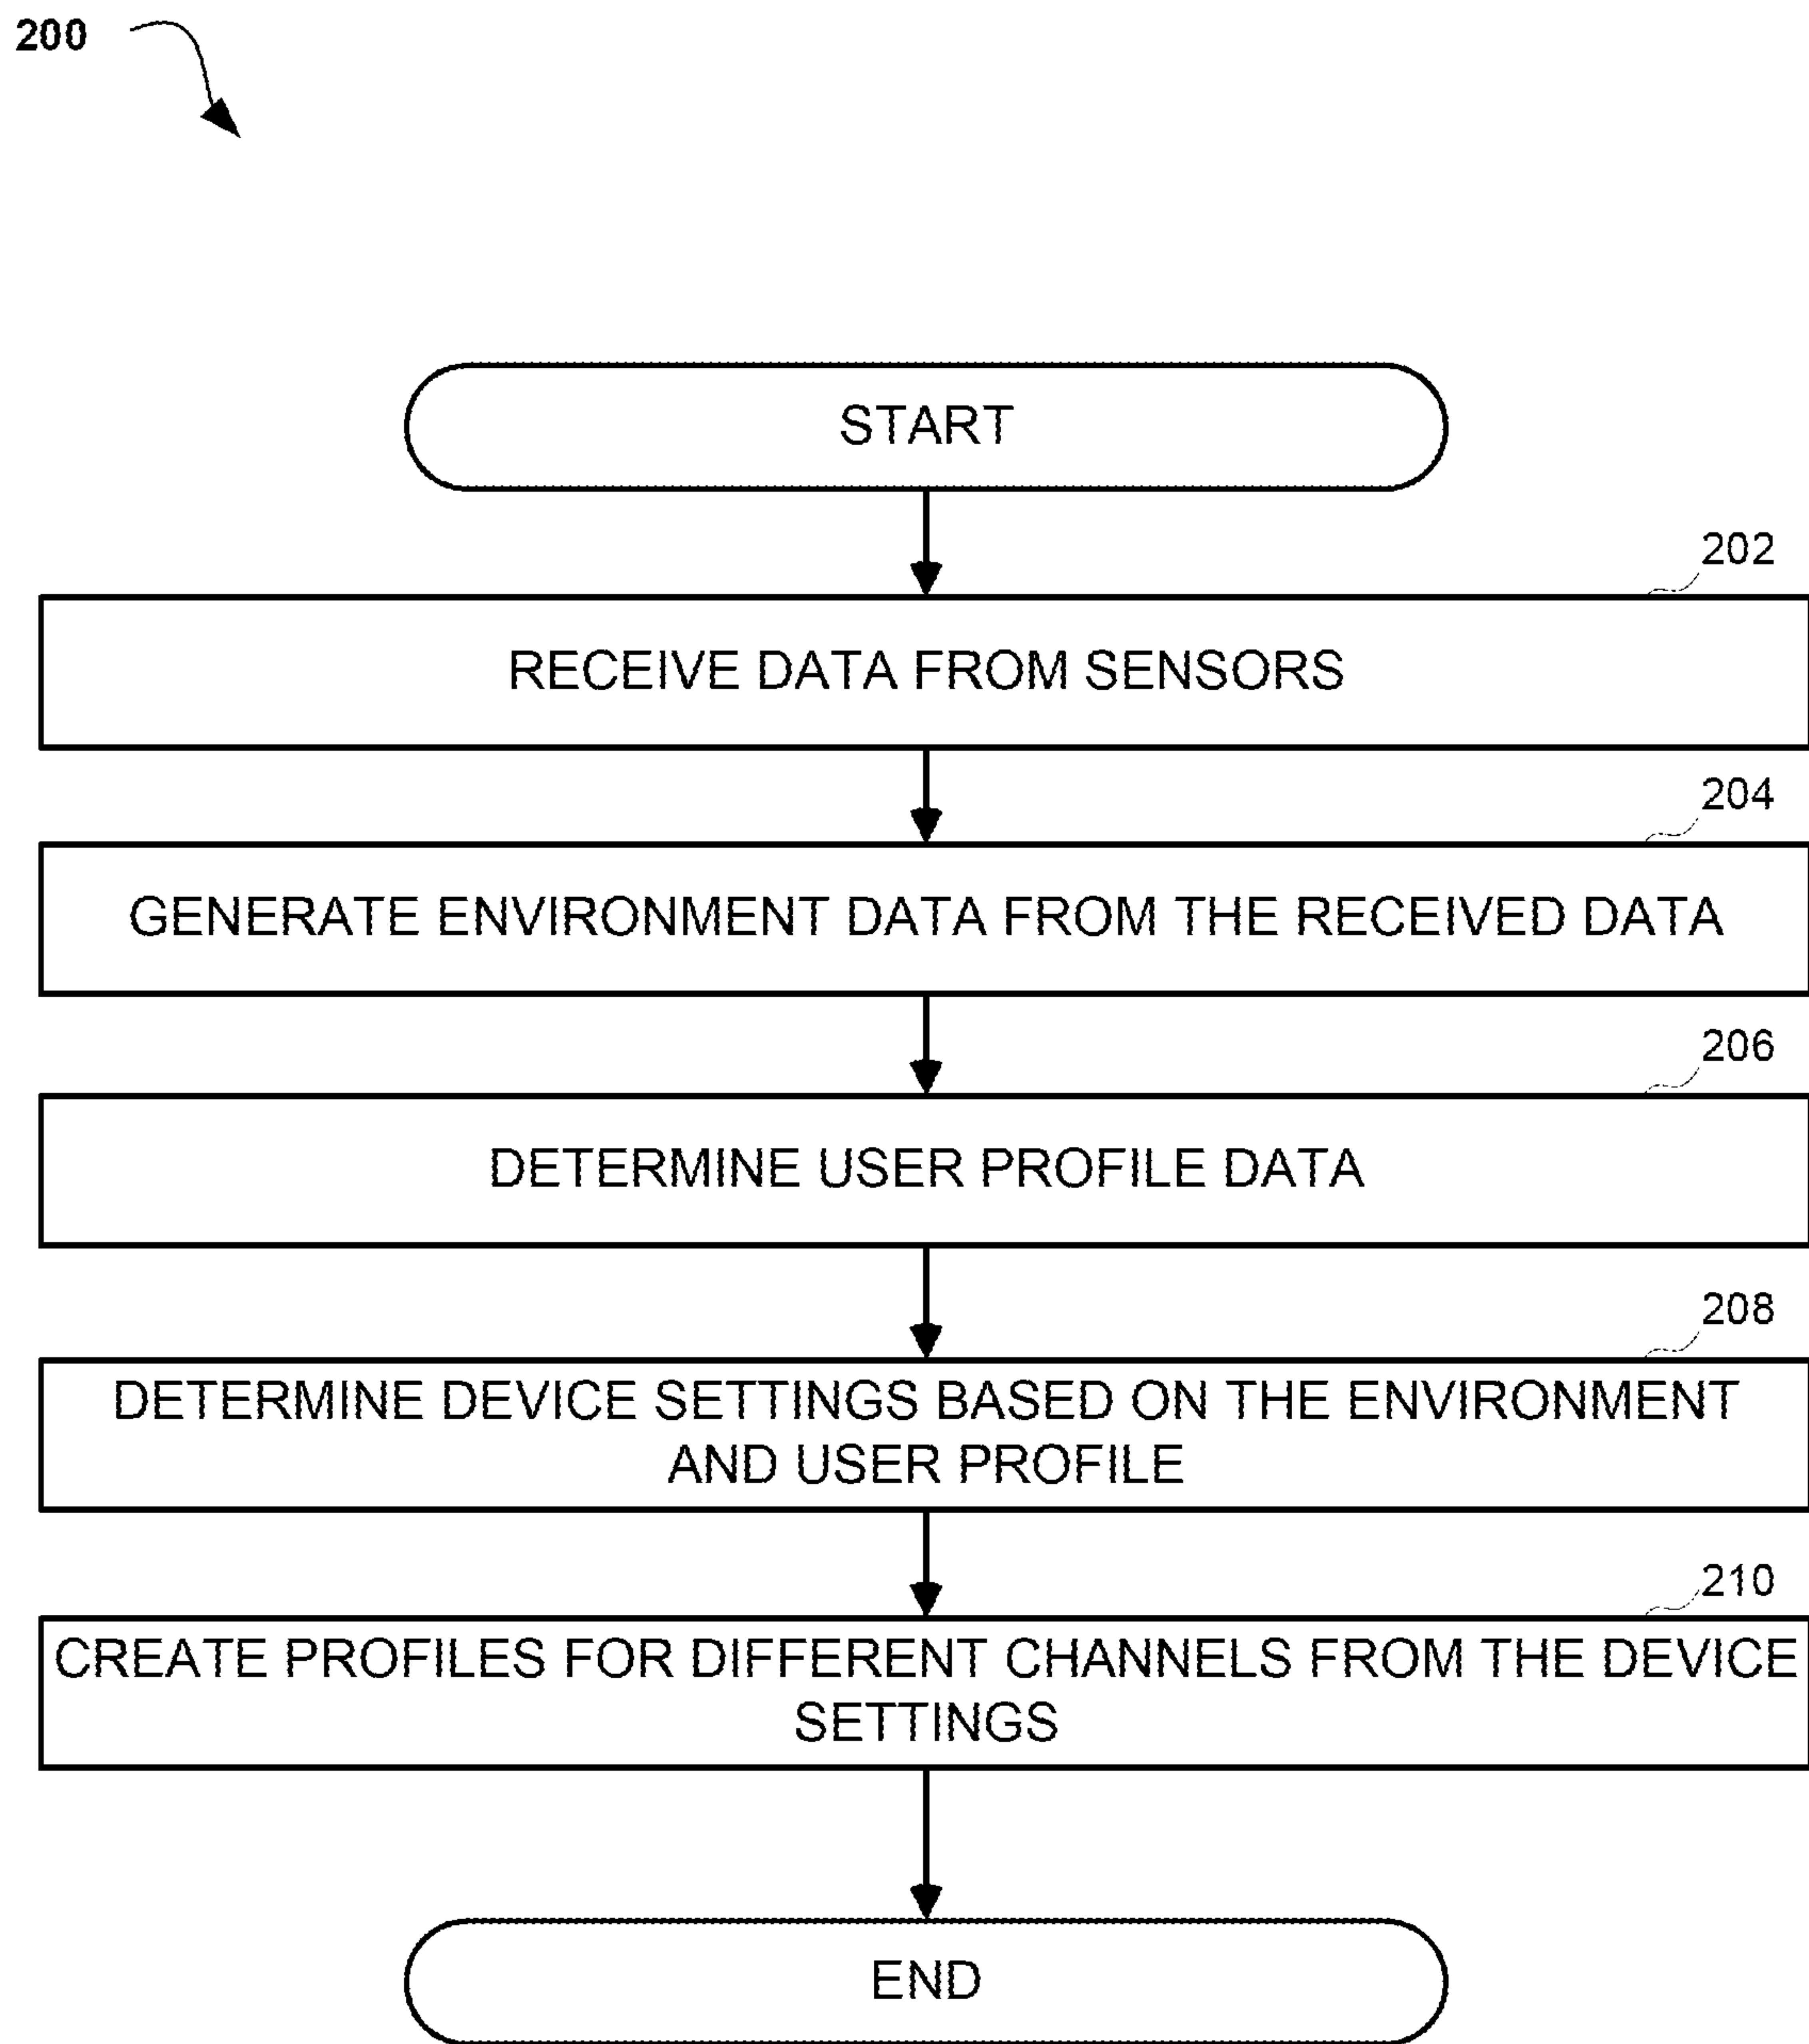 200
START
202
RECEIVE DATA FROM SENSORS
204
GENERATE ENVIRONMENT DATA FROM THE RECEIVED DATA
206
DETERMINE USER PROFILE DATA
208
DETERMINE DEVICE SETTINGS BASED ON THE ENVIRONMENT
AND USER PROFILE
210
CREATE PROFILES FOR DIFFERENT CHANNELS FROM THE DEVICE
SETTINGS
END